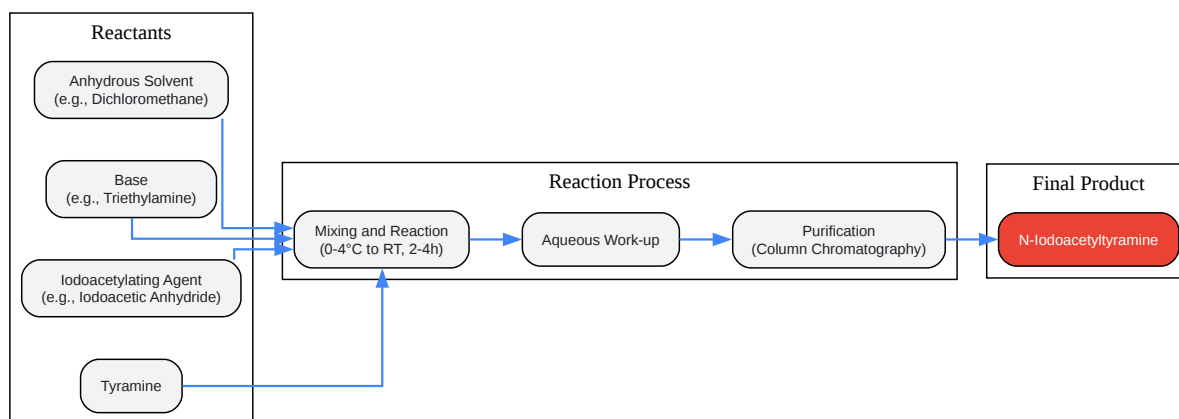 Reactants
Anhydrous Solvent
(e.g., Dichloromethane)
Base
(e.g., Triethylamine)
Iodoacetylating Agent
(e.g., Iodoacetic Anhydride)
Tyramine
Reaction Process
Mixing and Reaction
(0-4°C to RT, 2-4h)
Aqueous Work-up
Purification
(Column Chromatography)
Final Product
N-Iodoacetyltyramine